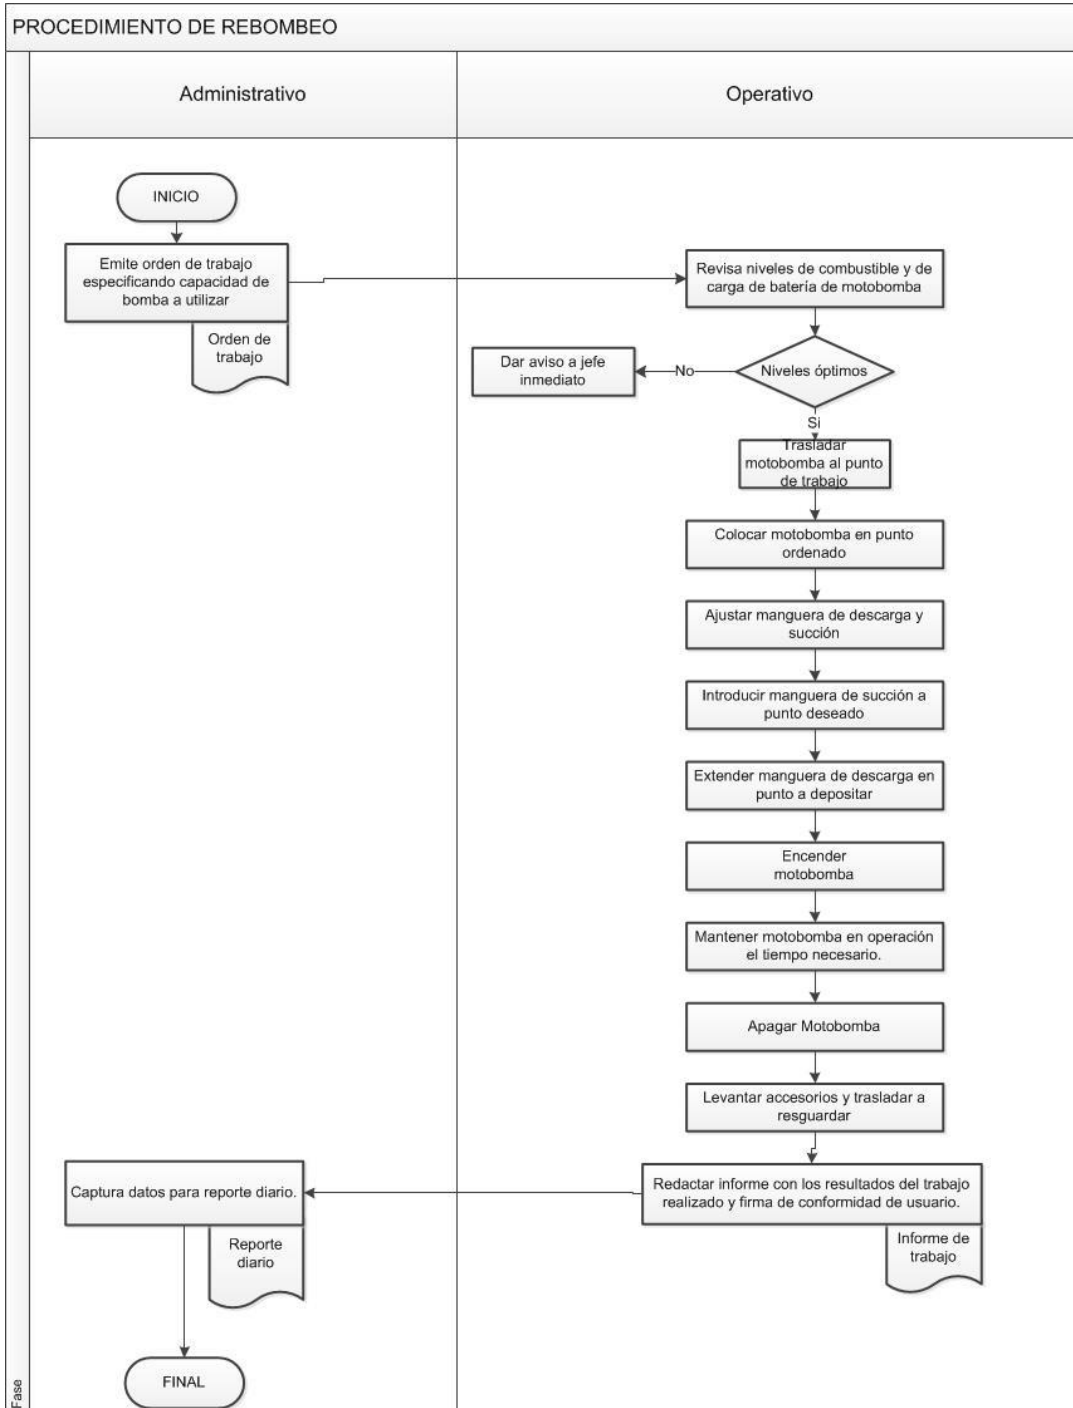 PROCEDIMIENTO DE REBOMBEO
Administrativo
Operativo
INICIO
Emite orden de trabajo
especificando capacidad de
bomba a utilizar
Orden de
trabajo
Revisa niveles de combustible y de
carga de batería de motobomba
Niveles óptimos
No
Dar aviso a jefe
inmediato
Si
Trasladar
motobomba al punto
de trabajo
Colocar motobomba en punto
ordenado
Ajustar manguera de descarga y
succión
Introducir manguera de succión a
punto deseado
Extender manguera de descarga en
punto a depositar
Encender
motobomba
Mantener motobomba en operación
el tiempo necesario.
Apagar Motobomba
Levantar accesorios y trasladar a
resguardar
Redactar informe con los resultados del trabajo
realizado y firma de conformidad de usuario.
Informe de
trabajo
Captura datos para reporte diario.
Reporte
diario
FINAL
Fase